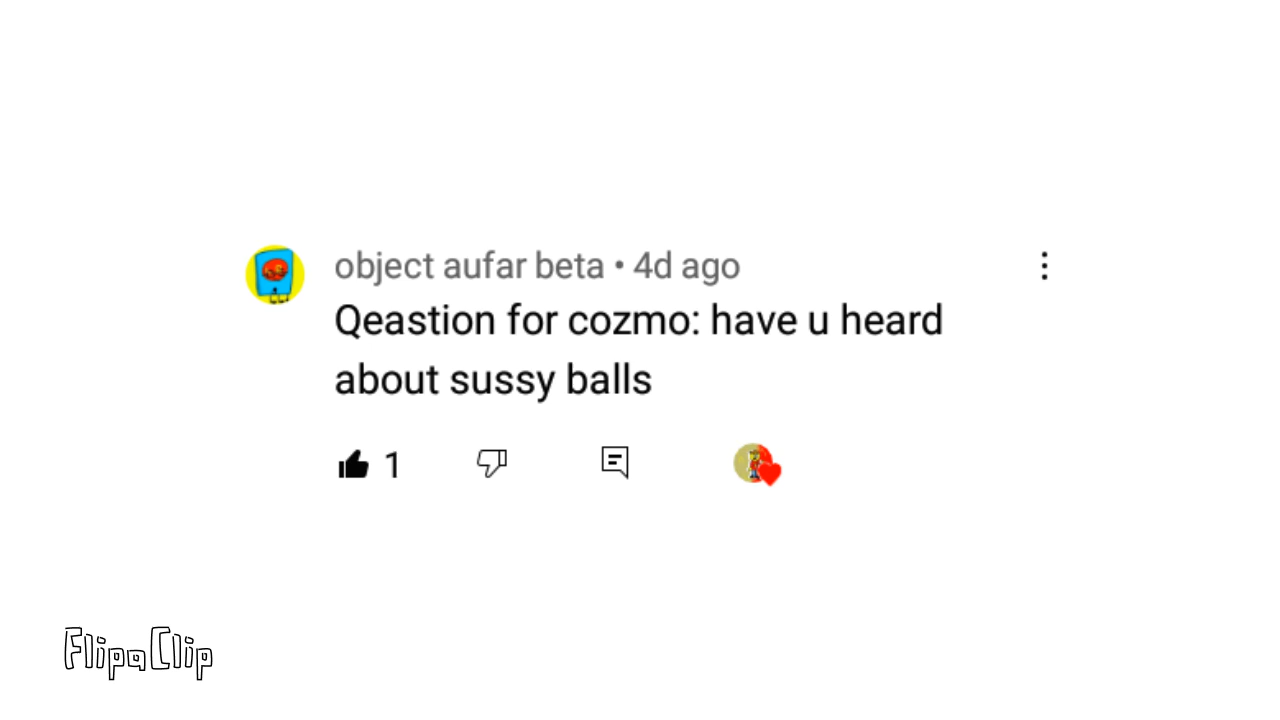 object aufar beta • 4d ago
Qeastion for cozmo: have u heard
about sussy balls
1
FlipaClip